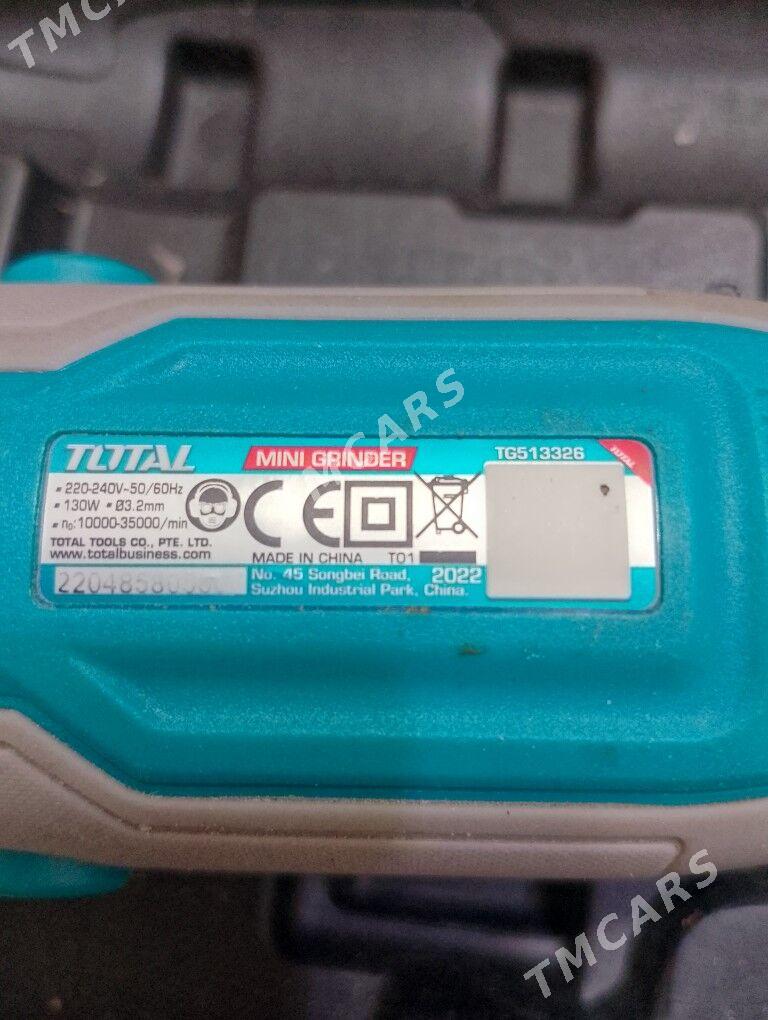 TMCARS
TOTAL
MINI GRINDER
TG513326
TOTAL
▪ 220-240V~50/60Hz
▪ 130W ▪ Ø3.2mm
▪ n₀: 10000-35000/min
TOTAL TOOLS CO., PTE. LTD.
www.totalbusiness.com
CE
MADE IN CHINA T01
No. 45 Songbei Road, 2022
Suzhou Industrial Park, China.
TMCARS
TMCARS